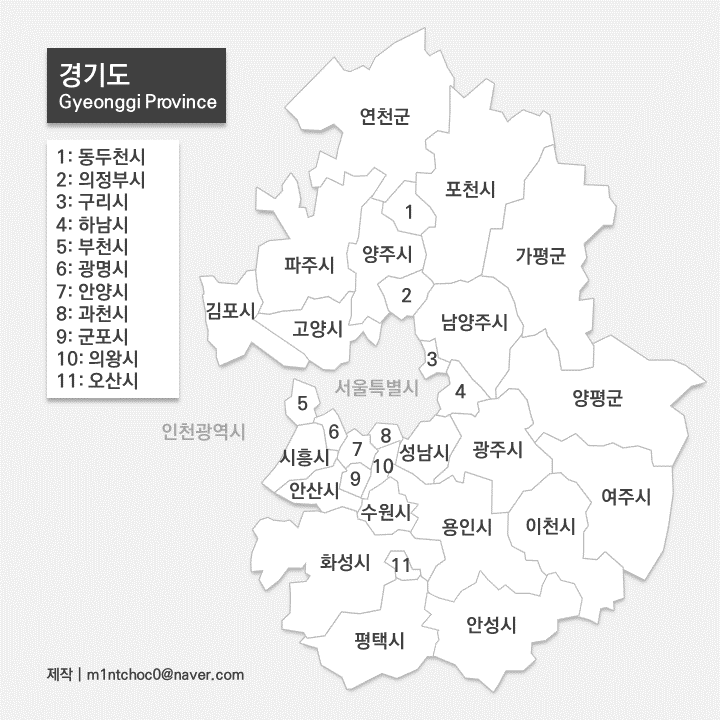 경기도
Gyeonggi Province
1: 동두천시
2: 의정부시
3: 구리시
4: 하남시
5: 부천시
6: 광명시
7: 안양시
8: 과천시
9: 군포시
10: 의왕시
11: 오산시
연천군
포천시
1
양주시
가평군
파주시
2
김포시
고양시
남양주시
3
서울특별시
4
양평군
5
인천광역시
6
8
7
성남시
광주시
시흥시
10
9
안산시
여주시
수원시
용인시
이천시
화성시
11
안성시
평택시
제작 | m1ntchoc0@naver.com